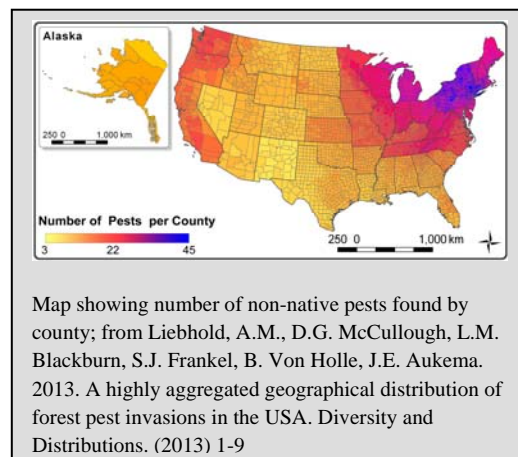 Alaska
250 0 1,000 km
Number of Pests per County
3 22 45
250 0 1,000 km
Map showing number of non-native pests found by
county; from Liebhold, A.M., D.G. McCullough, L.M.
Blackburn, S.J. Frankel, B. Von Holle, J.E. Aukema.
2013. A highly aggregated geographical distribution of
forest pest invasions in the USA. Diversity and
Distributions. (2013) 1-9